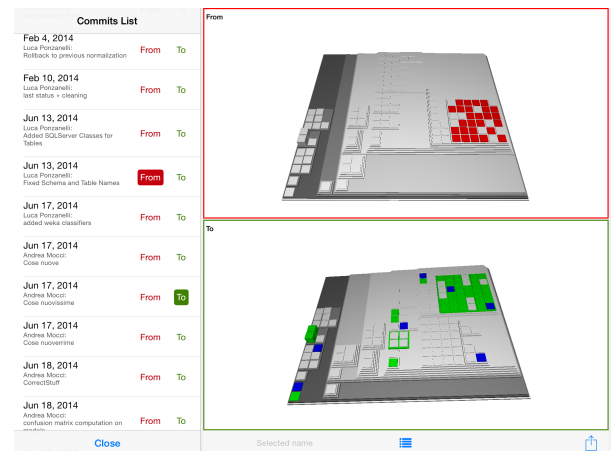 Commits List
Feb 4, 2014
Luca Ponzanelli:
Rollback to previous normalization
From To
Feb 10, 2014
Luca Ponzanelli:
last status + cleaning
From To
Jun 13, 2014
Luca Ponzanelli:
Added SQLServer Classes for
Tables
From To
Jun 13, 2014
Luca Ponzanelli:
Fixed Schema and Table Names
From To
Jun 17, 2014
Luca Ponzanelli:
added weka classifiers
From To
Jun 17, 2014
Andrea Mocci:
Cose nuove
From To
Jun 17, 2014
Andrea Mocci:
Cose nuovissime
From To
Jun 17, 2014
Andrea Mocci:
Cose nuoverrime
From To
Jun 18, 2014
Andrea Mocci:
CorrectStuff
From To
Jun 18, 2014
Andrea Mocci:
confusion matrix computation on
From To
Close
From
To
Selected name